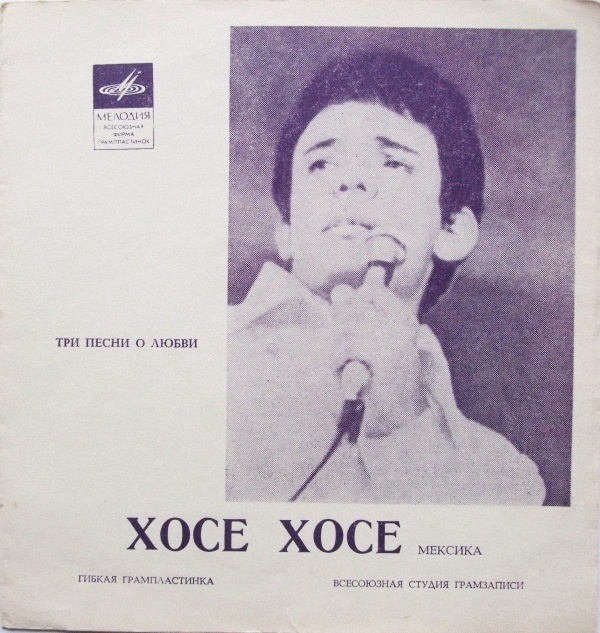 МЕЛОДИЯ
ВСЕСОЮЗНАЯ
ФИРМА
ГРАМПЛАСТИНОК
ТРИ ПЕСНИ О ЛЮБВИ
ХОСЕ ХОСЕ МЕКСИКА
ГИБКАЯ ГРАМПЛАСТИНКА ВСЕСОЮЗНАЯ СТУДИЯ ГРАМЗАПИСИ